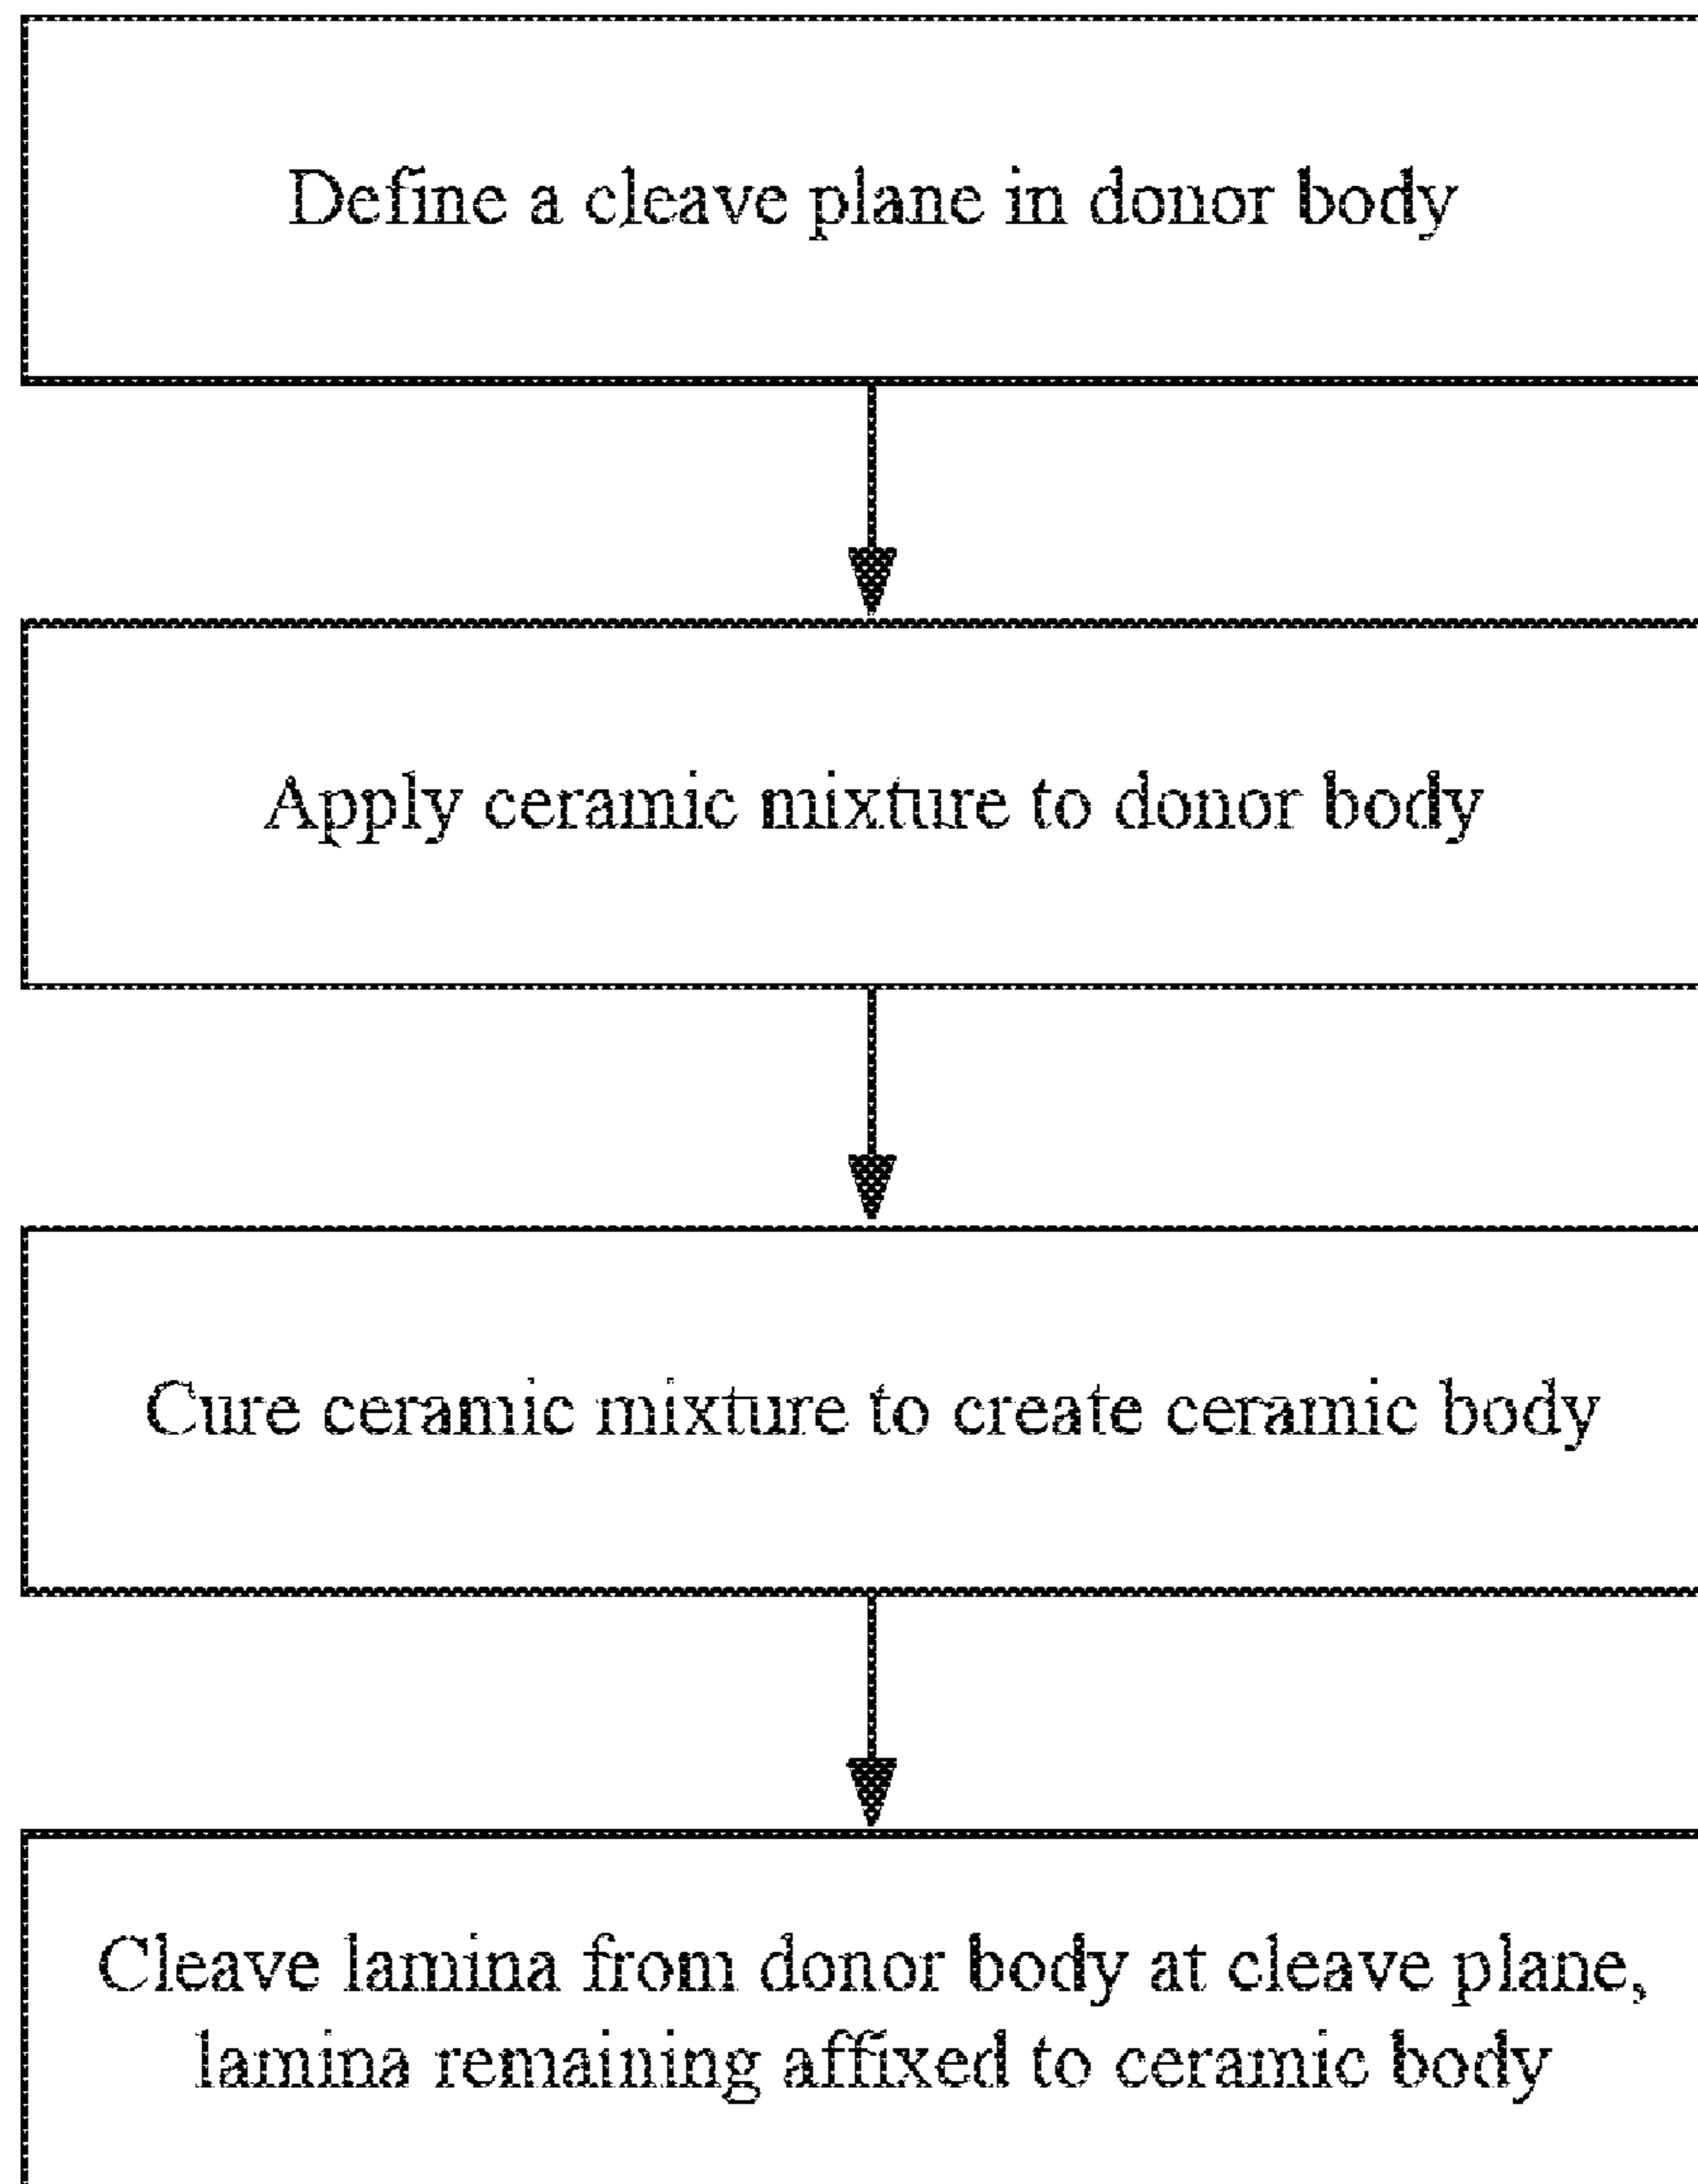 Define a cleave plane in donor body
Apply ceramic mixture to donor body
Cure ceramic mixture to create ceramic body
Cleave lamina from donor body at cleave plane,
lamina remaining affixed to ceramic body